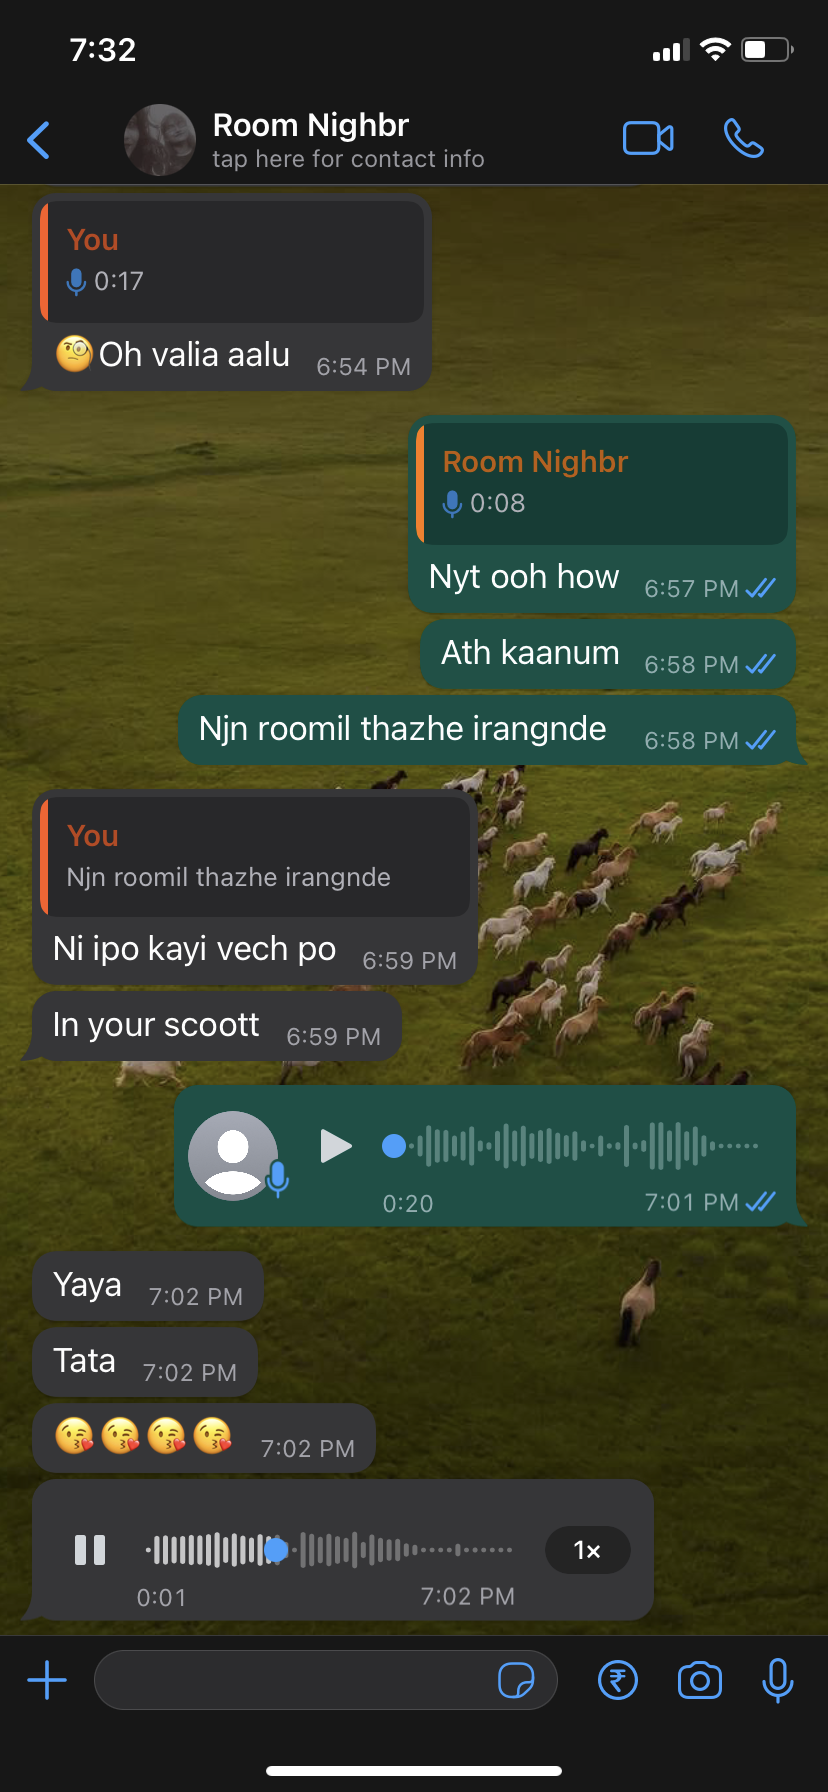 7:32
Room Nighbr
tap here for contact info
You
0:17
🧐Oh valia aalu 6:54 PM
Room Nighbr
0:08
Nyt ooh how 6:57 PM
Ath kaanum 6:58 PM
Njn roomil thazhe irangnde 6:58 PM
You
Njn roomil thazhe irangnde
Ni ipo kayi vech po 6:59 PM
In your scoott 6:59 PM
0:20 7:01 PM
Yaya 7:02 PM
Tata 7:02 PM
😘😘😘😘 7:02 PM
1×
0:01 7:02 PM
₹